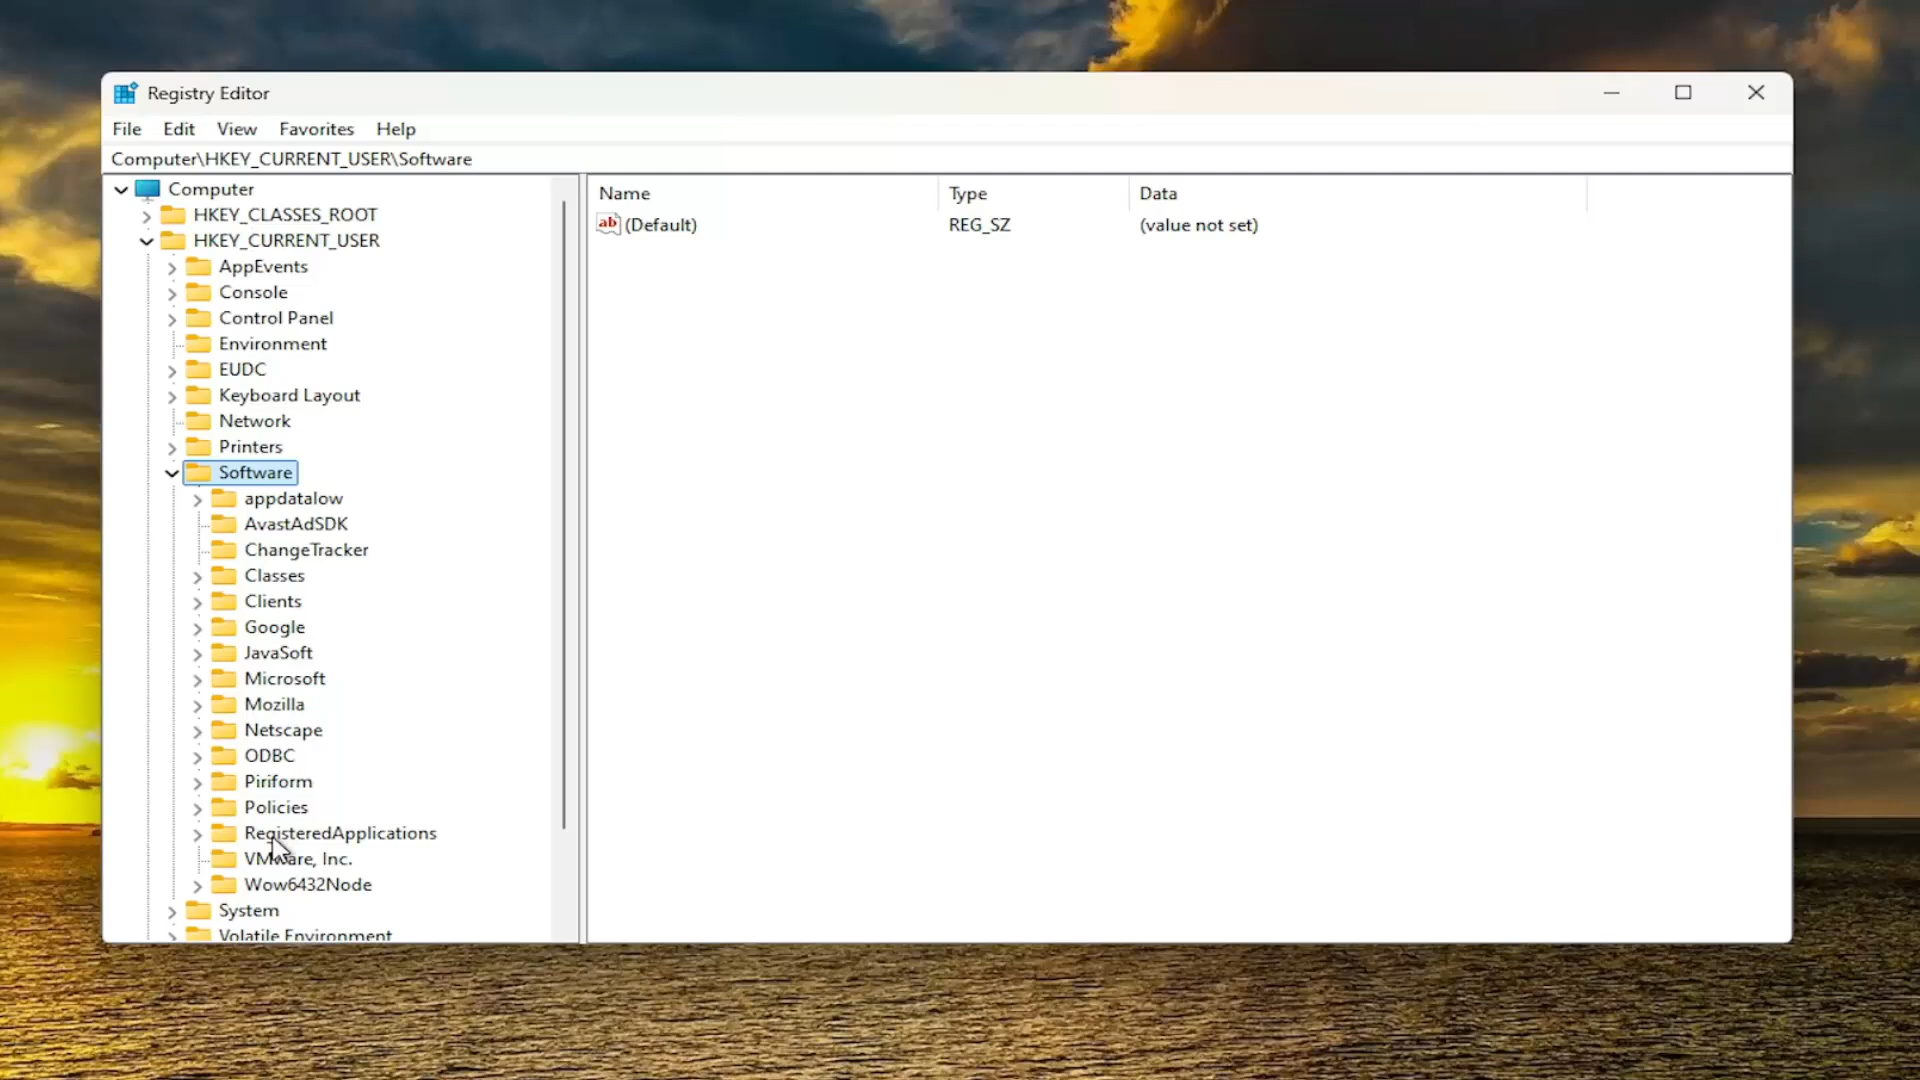 Registry Editor
File Edit View Favorites Help
Computer\HKEY_CURRENT_USER\Software
Computer
HKEY_CLASSES_ROOT
HKEY_CURRENT_USER
AppEvents
Console
Control Panel
Environment
EUDC
Keyboard Layout
Network
Printers
Software
appdatalow
AvastAdSDK
ChangeTracker
Classes
Clients
Google
JavaSoft
Microsoft
Mozilla
Netscape
ODBC
Piriform
Policies
RegisteredApplications
VMware, Inc.
Wow6432Node
System
Volatile Environment
Name Type Data
ab (Default) REG_SZ (value not set)